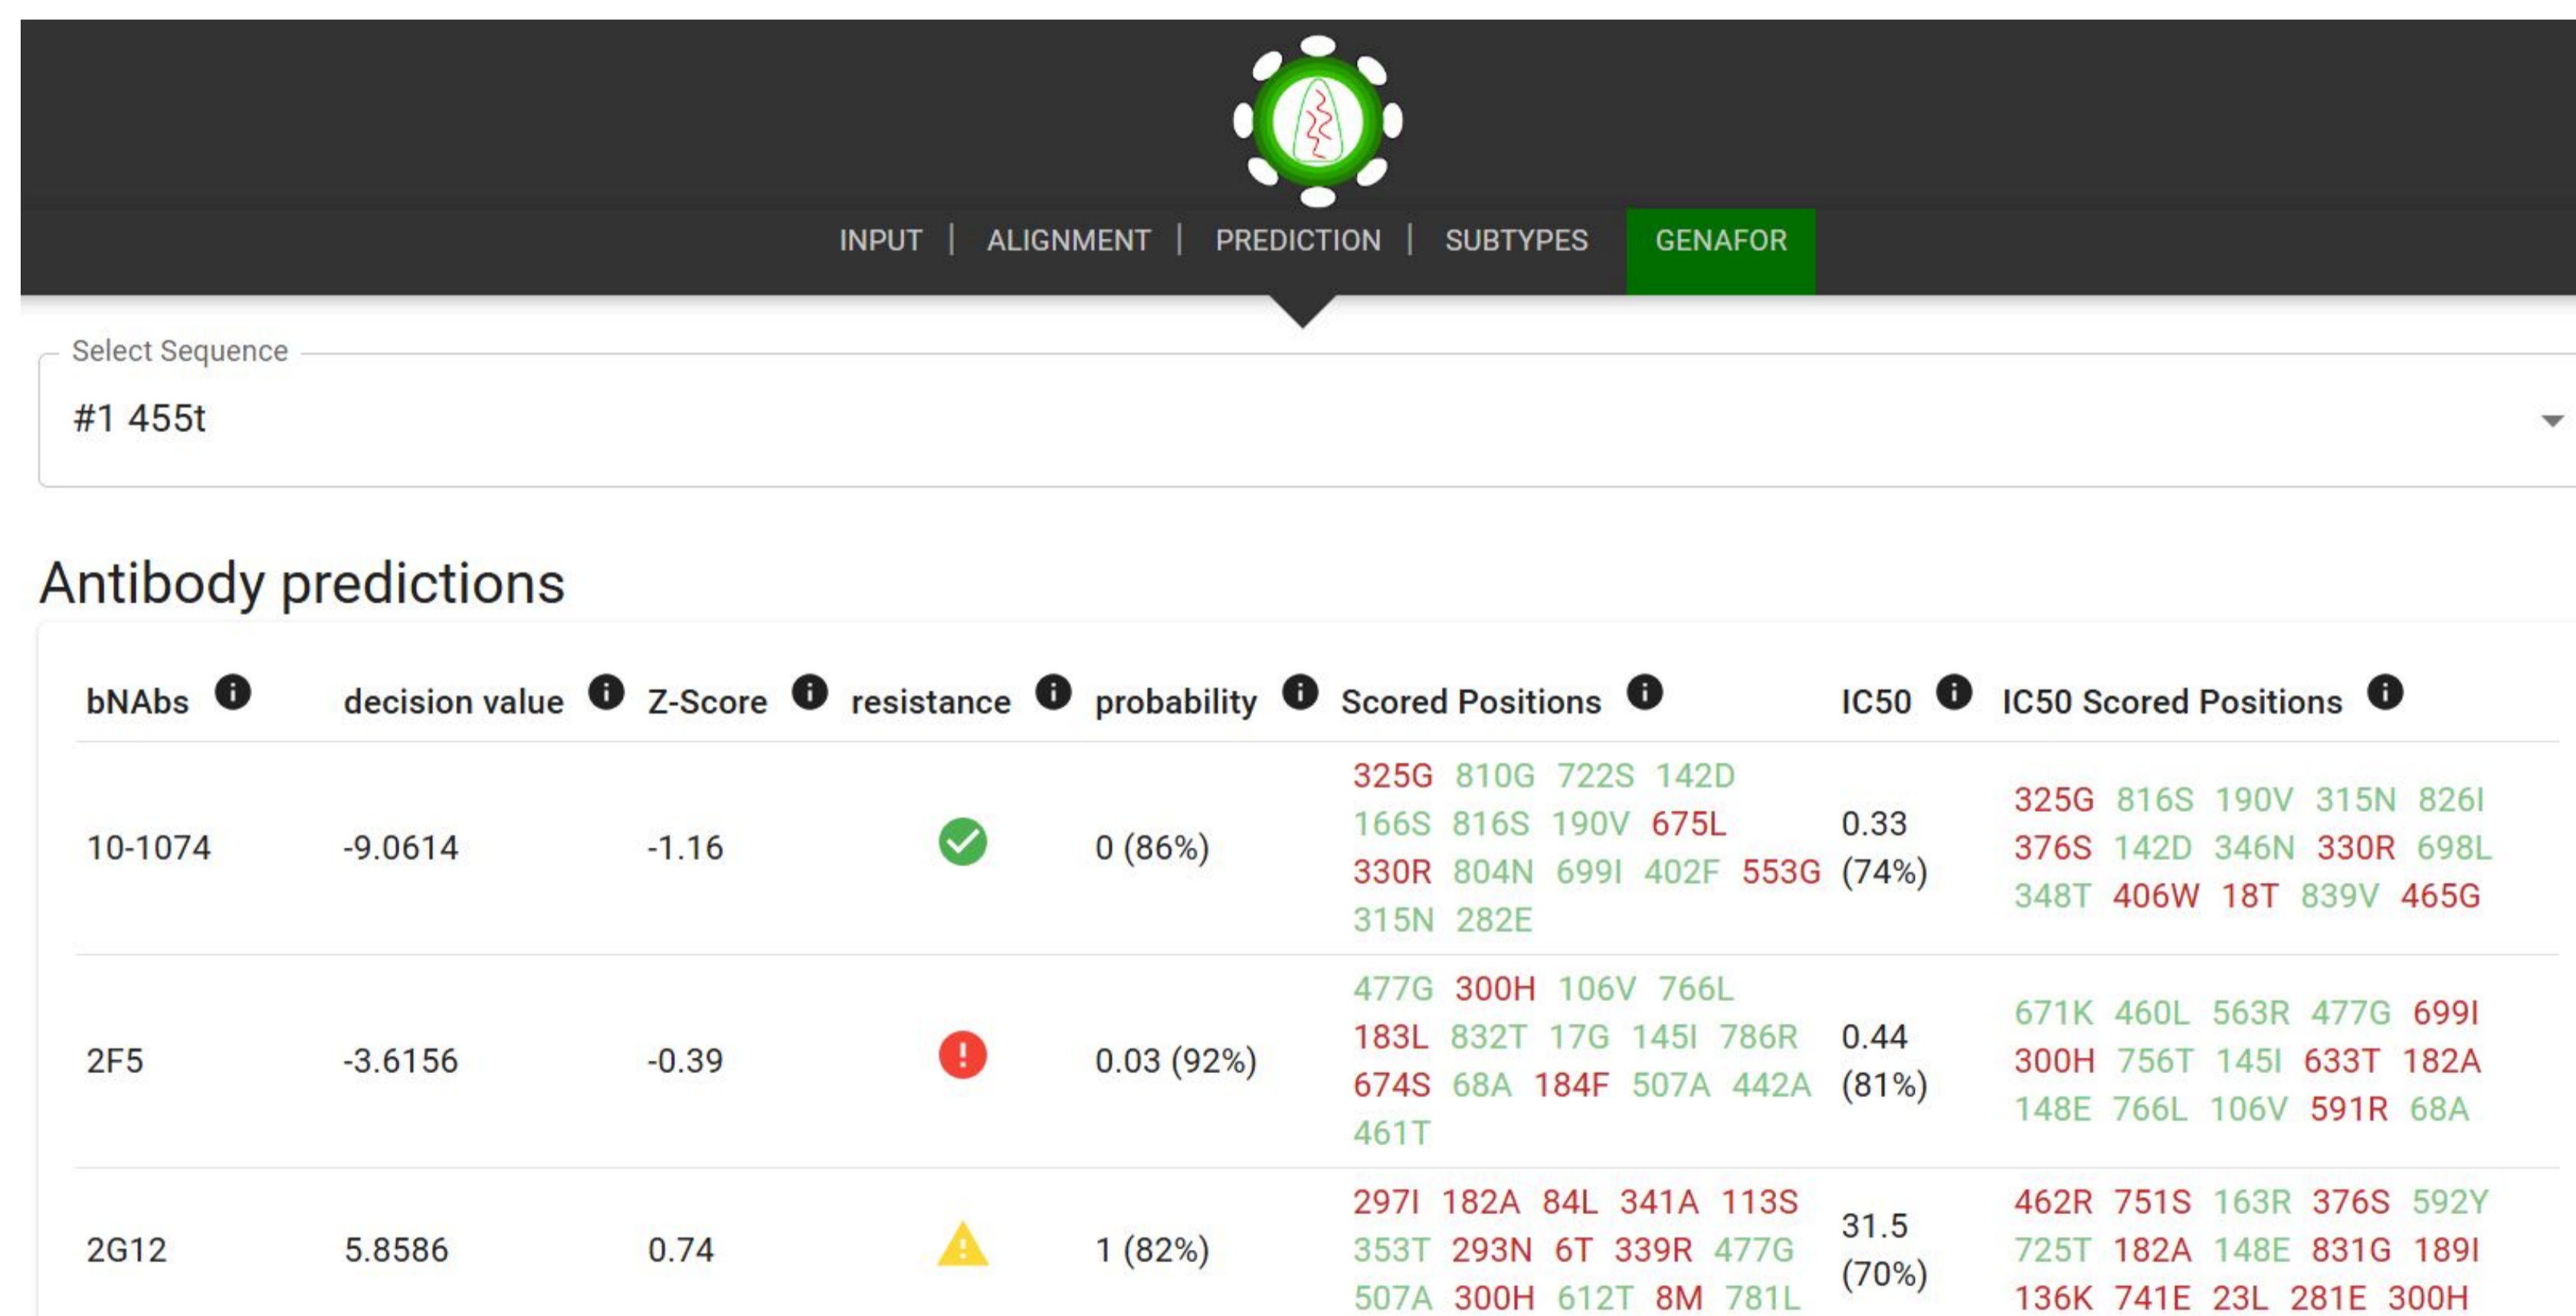 INPUT | ALIGNMENT | PREDICTION | SUBTYPES GENAFOR
Select Sequence
#1 455t
Antibody predictions
bNAbs decision value Z-Score resistance probability Scored Positions IC50 IC50 Scored Positions
10-1074 -9.0614 -1.16 0 (86%)
325G 810G 722S 142D
166S 816S 190V 675L
330R 804N 699I 402F 553G
315N 282E
0.33
(74%)
325G 816S 190V 315N 826I
376S 142D 346N 330R 698L
348T 406W 18T 839V 465G
2F5 -3.6156 -0.39 0.03 (92%)
477G 300H 106V 766L
183L 832T 17G 145I 786R
674S 68A 184F 507A 442A
461T
0.44
(81%)
671K 460L 563R 477G 699I
300H 756T 145I 633T 182A
148E 766L 106V 591R 68A
2G12 5.8586 0.74 1 (82%)
297I 182A 84L 341A 113S
353T 293N 6T 339R 477G
507A 300H 612T 8M 781L
31.5
(70%)
462R 751S 163R 376S 592Y
725T 182A 148E 831G 189I
136K 741E 23L 281E 300H